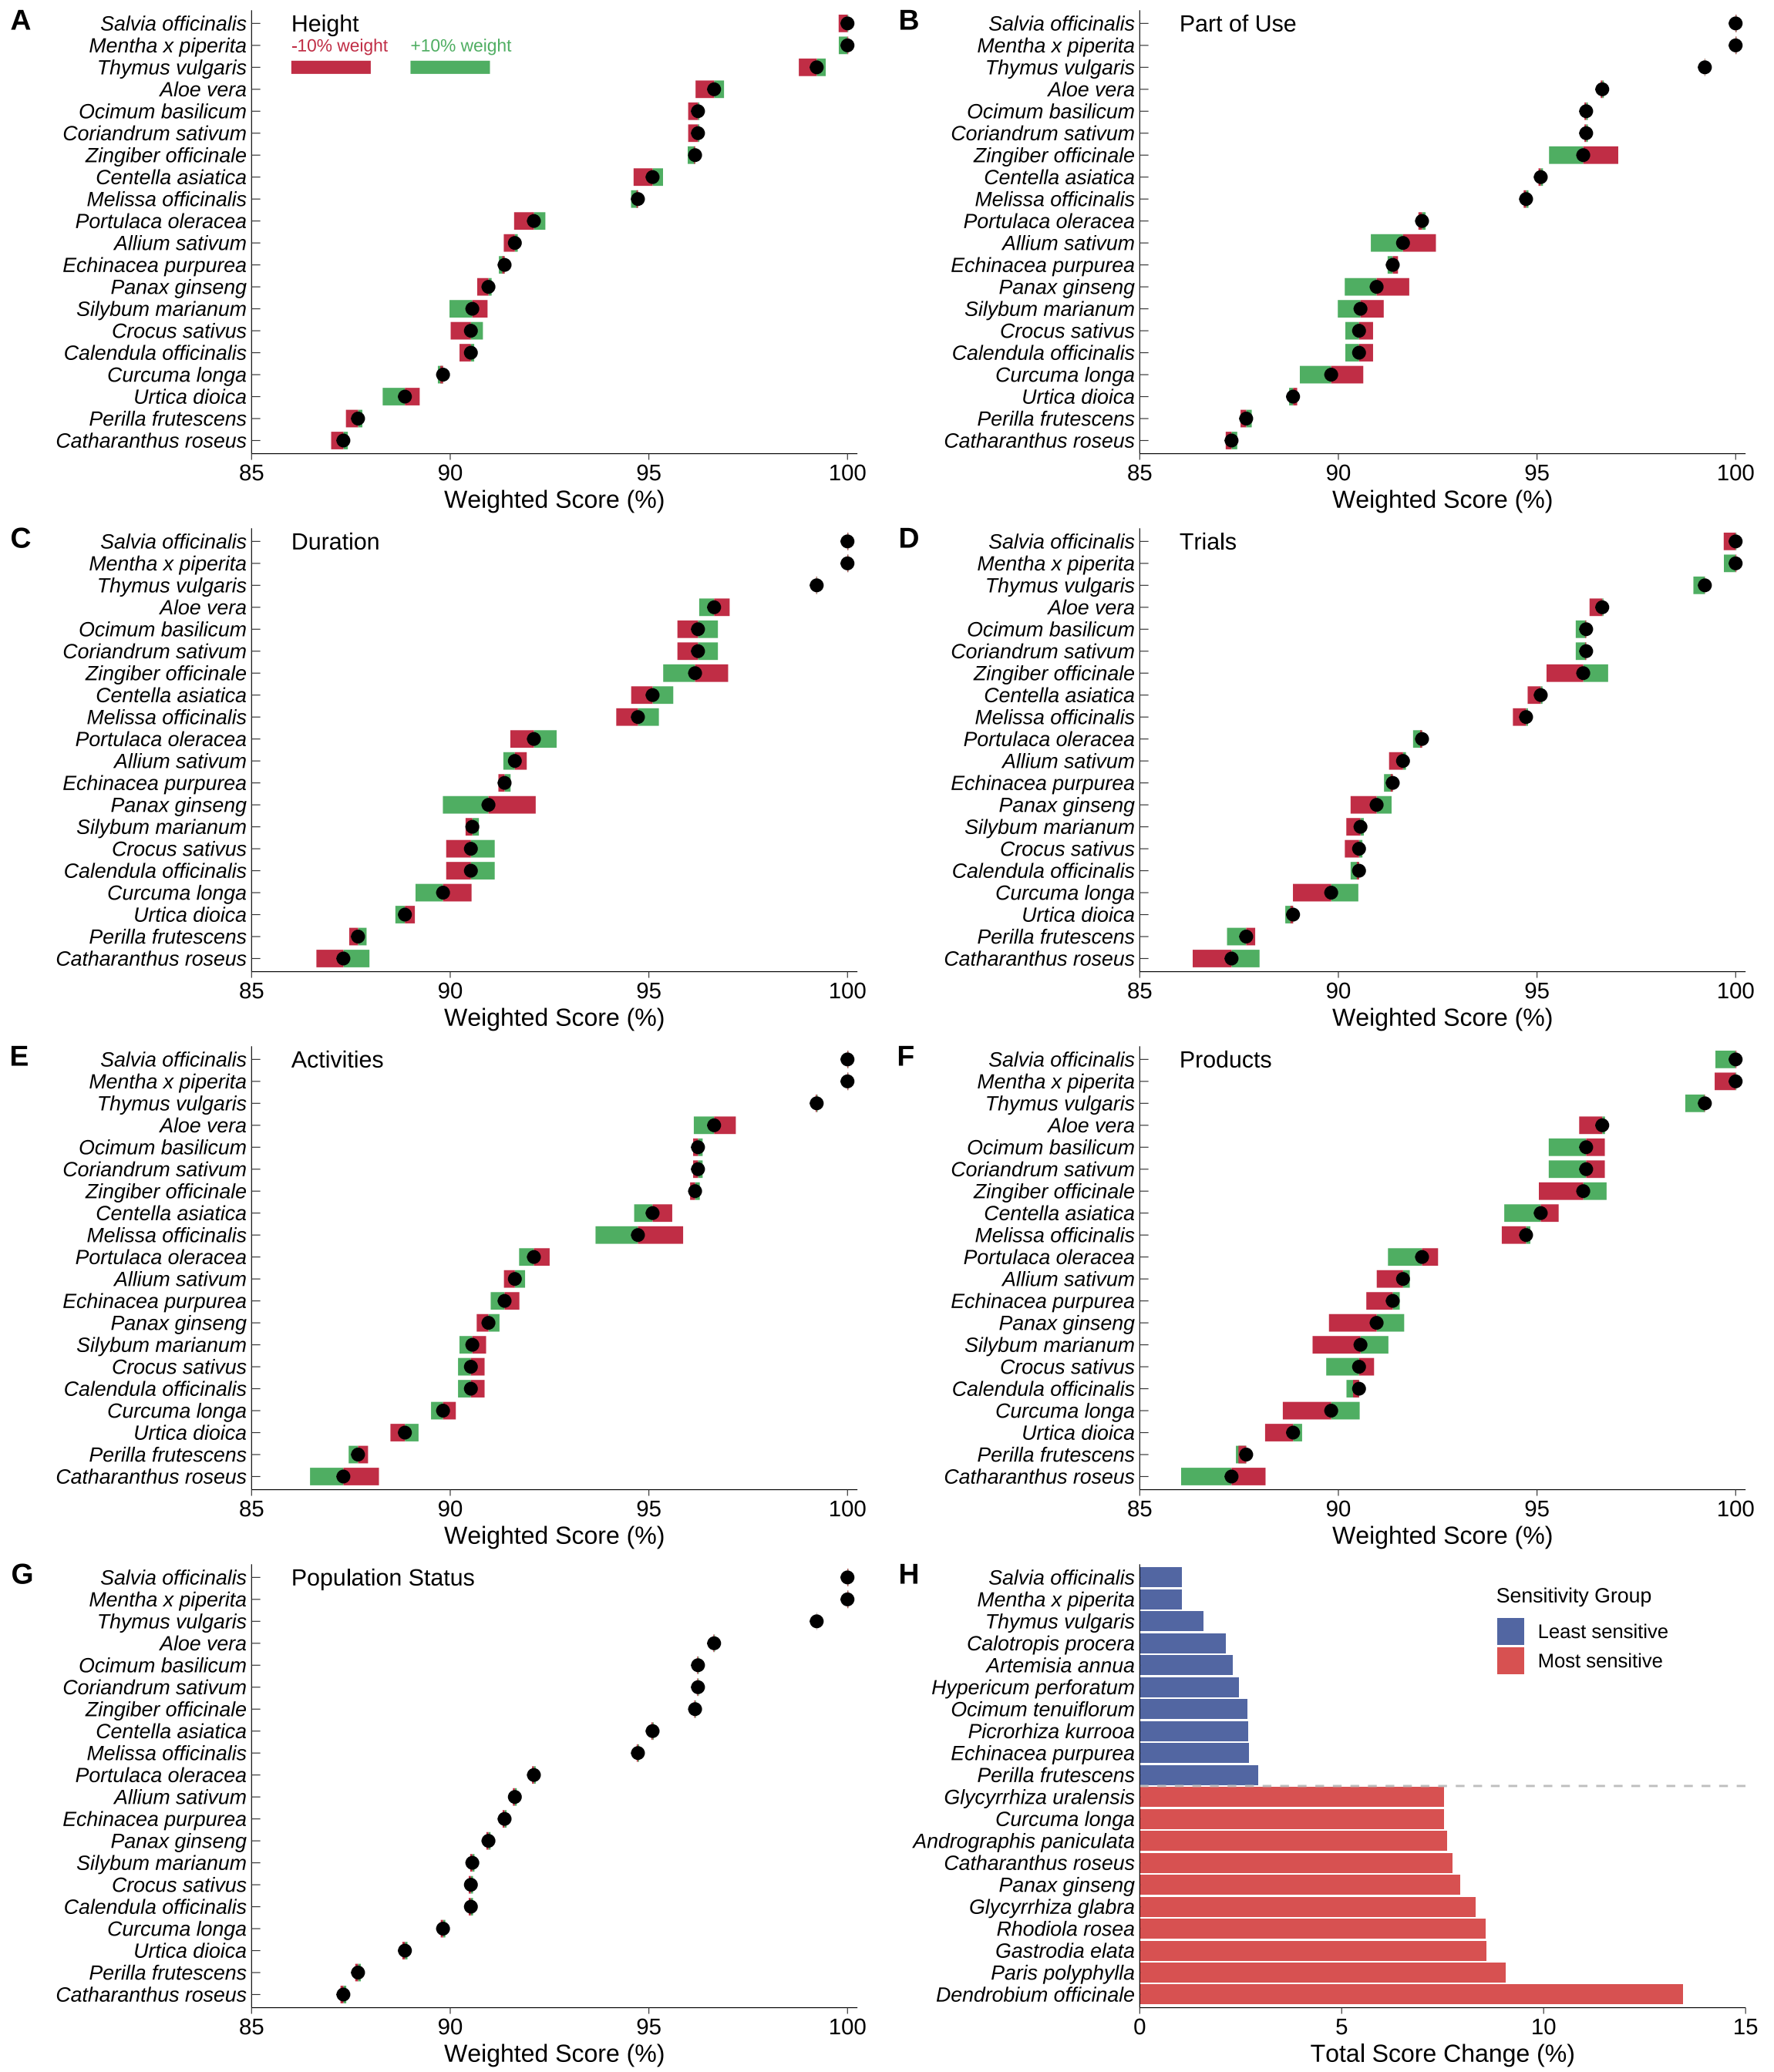 A
Height
-10% weight +10% weight
Salvia officinalis
Mentha x piperita
Thymus vulgaris
Aloe vera
Ocimum basilicum
Coriandrum sativum
Zingiber officinale
Centella asiatica
Melissa officinalis
Portulaca oleracea
Allium sativum
Echinacea purpurea
Panax ginseng
Silybum marianum
Crocus sativus
Calendula officinalis
Curcuma longa
Urtica dioica
Perilla frutescens
Catharanthus roseus
85 90 95 100
Weighted Score (%)
B
Part of Use
Salvia officinalis
Mentha x piperita
Thymus vulgaris
Aloe vera
Ocimum basilicum
Coriandrum sativum
Zingiber officinale
Centella asiatica
Melissa officinalis
Portulaca oleracea
Allium sativum
Echinacea purpurea
Panax ginseng
Silybum marianum
Crocus sativus
Calendula officinalis
Curcuma longa
Urtica dioica
Perilla frutescens
Catharanthus roseus
85 90 95 100
Weighted Score (%)
C
Duration
Salvia officinalis
Mentha x piperita
Thymus vulgaris
Aloe vera
Ocimum basilicum
Coriandrum sativum
Zingiber officinale
Centella asiatica
Melissa officinalis
Portulaca oleracea
Allium sativum
Echinacea purpurea
Panax ginseng
Silybum marianum
Crocus sativus
Calendula officinalis
Curcuma longa
Urtica dioica
Perilla frutescens
Catharanthus roseus
85 90 95 100
Weighted Score (%)
D
Trials
Salvia officinalis
Mentha x piperita
Thymus vulgaris
Aloe vera
Ocimum basilicum
Coriandrum sativum
Zingiber officinale
Centella asiatica
Melissa officinalis
Portulaca oleracea
Allium sativum
Echinacea purpurea
Panax ginseng
Silybum marianum
Crocus sativus
Calendula officinalis
Curcuma longa
Urtica dioica
Perilla frutescens
Catharanthus roseus
85 90 95 100
Weighted Score (%)
E
Activities
Salvia officinalis
Mentha x piperita
Thymus vulgaris
Aloe vera
Ocimum basilicum
Coriandrum sativum
Zingiber officinale
Centella asiatica
Melissa officinalis
Portulaca oleracea
Allium sativum
Echinacea purpurea
Panax ginseng
Silybum marianum
Crocus sativus
Calendula officinalis
Curcuma longa
Urtica dioica
Perilla frutescens
Catharanthus roseus
85 90 95 100
Weighted Score (%)
F
Products
Salvia officinalis
Mentha x piperita
Thymus vulgaris
Aloe vera
Ocimum basilicum
Coriandrum sativum
Zingiber officinale
Centella asiatica
Melissa officinalis
Portulaca oleracea
Allium sativum
Echinacea purpurea
Panax ginseng
Silybum marianum
Crocus sativus
Calendula officinalis
Curcuma longa
Urtica dioica
Perilla frutescens
Catharanthus roseus
85 90 95 100
Weighted Score (%)
G
Population Status
Salvia officinalis
Mentha x piperita
Thymus vulgaris
Aloe vera
Ocimum basilicum
Coriandrum sativum
Zingiber officinale
Centella asiatica
Melissa officinalis
Portulaca oleracea
Allium sativum
Echinacea purpurea
Panax ginseng
Silybum marianum
Crocus sativus
Calendula officinalis
Curcuma longa
Urtica dioica
Perilla frutescens
Catharanthus roseus
85 90 95 100
Weighted Score (%)
H
Sensitivity Group
Least sensitive
Most sensitive
Salvia officinalis
Mentha x piperita
Thymus vulgaris
Calotropis procera
Artemisia annua
Hypericum perforatum
Ocimum tenuiflorum
Picrorhiza kurrooa
Echinacea purpurea
Perilla frutescens
Glycyrrhiza uralensis
Curcuma longa
Andrographis paniculata
Catharanthus roseus
Panax ginseng
Glycyrrhiza glabra
Rhodiola rosea
Gastrodia elata
Paris polyphylla
Dendrobium officinale
0 5 10 15
Total Score Change (%)